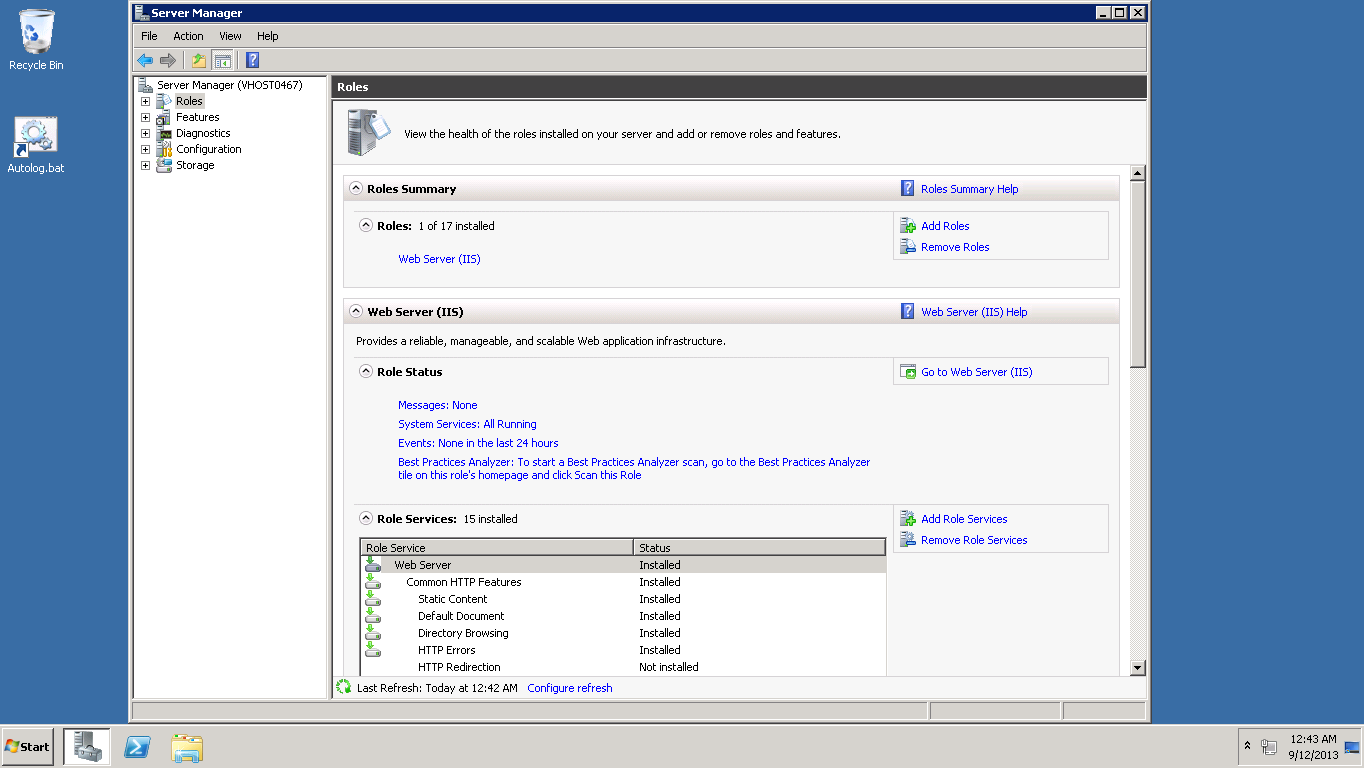 Recycle Bin
Autolog.bat
Server Manager
File Action View Help
Server Manager (VHOST0467)
Roles
Features
Diagnostics
Configuration
Storage
Roles
View the health of the roles installed on your server and add or remove roles and features.
Roles Summary
Roles Summary Help
Roles: 1 of 17 installed
Add Roles
Remove Roles
Web Server (IIS)
Web Server (IIS)
Web Server (IIS) Help
Provides a reliable, manageable, and scalable Web application infrastructure.
Role Status
Go to Web Server (IIS)
Messages: None
System Services: All Running
Events: None in the last 24 hours
Best Practices Analyzer: To start a Best Practices Analyzer scan, go to the Best Practices Analyzer
tile on this role's homepage and click Scan this Role
Role Services: 15 installed
Add Role Services
Remove Role Services
Role Service Status
Web Server Installed
Common HTTP Features Installed
Static Content Installed
Default Document Installed
Directory Browsing Installed
HTTP Errors Installed
HTTP Redirection Not installed
Last Refresh: Today at 12:42 AM Configure refresh
Start
12:43 AM
9/12/2013